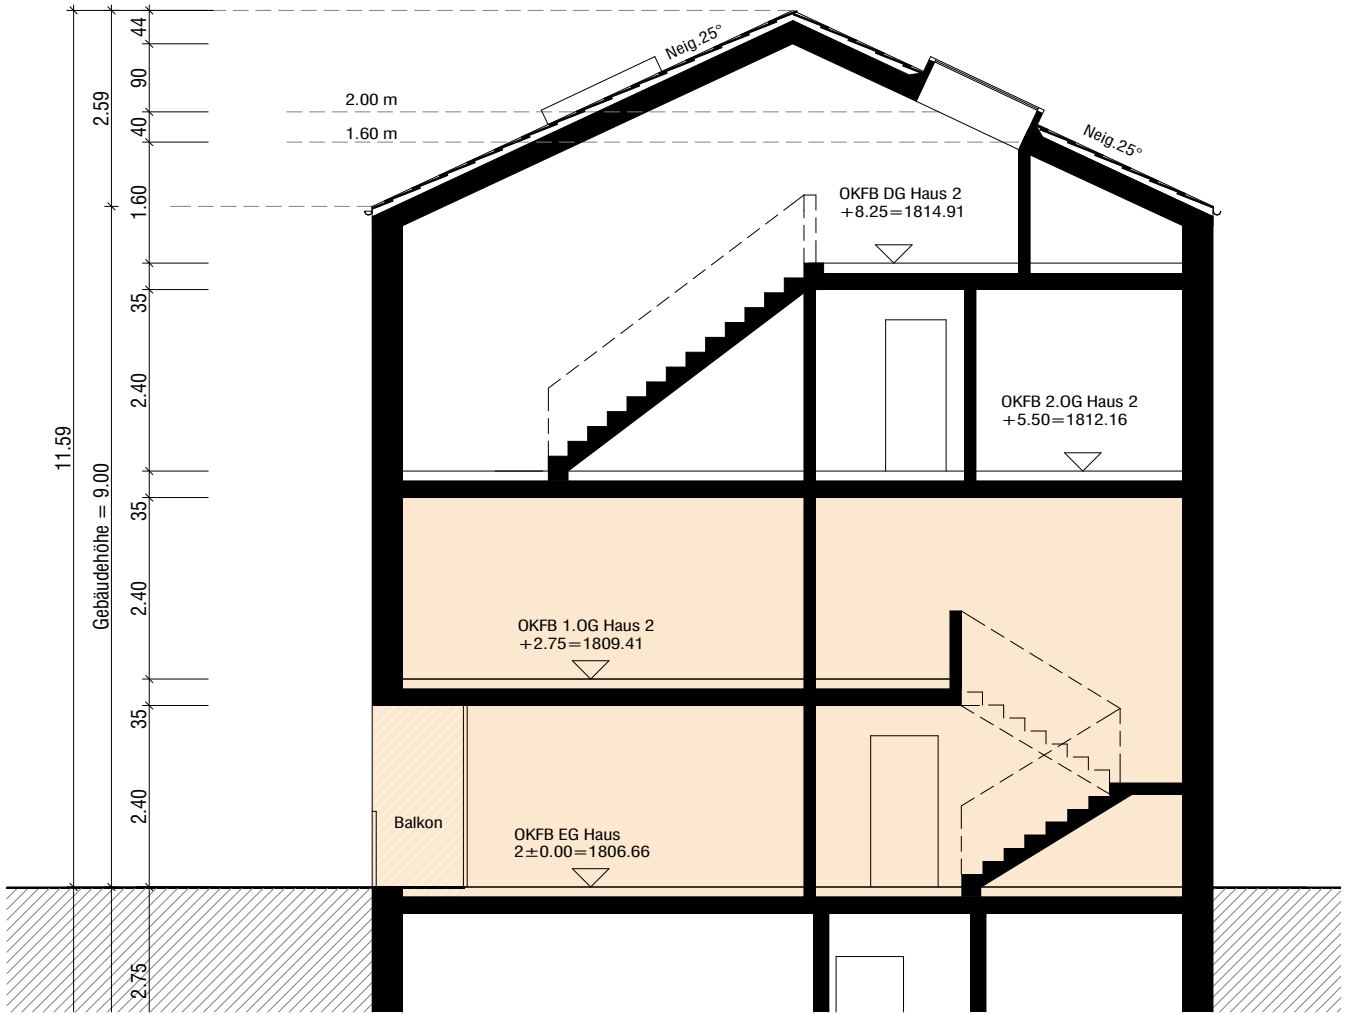 44
Neig.25°
90
2.00 m
2.59
40
1.60 m
Neig.25°
1.60
OKFB DG Haus 2
+8.25=1814.91
35
2.40
OKFB 2.OG Haus 2
+5.50=1812.16
11.59
Gebäudehöhe = 9.00
35
2.40
OKFB 1.OG Haus 2
+2.75=1809.41
35
2.40
Balkon
OKFB EG Haus
2±0.00=1806.66
2.75